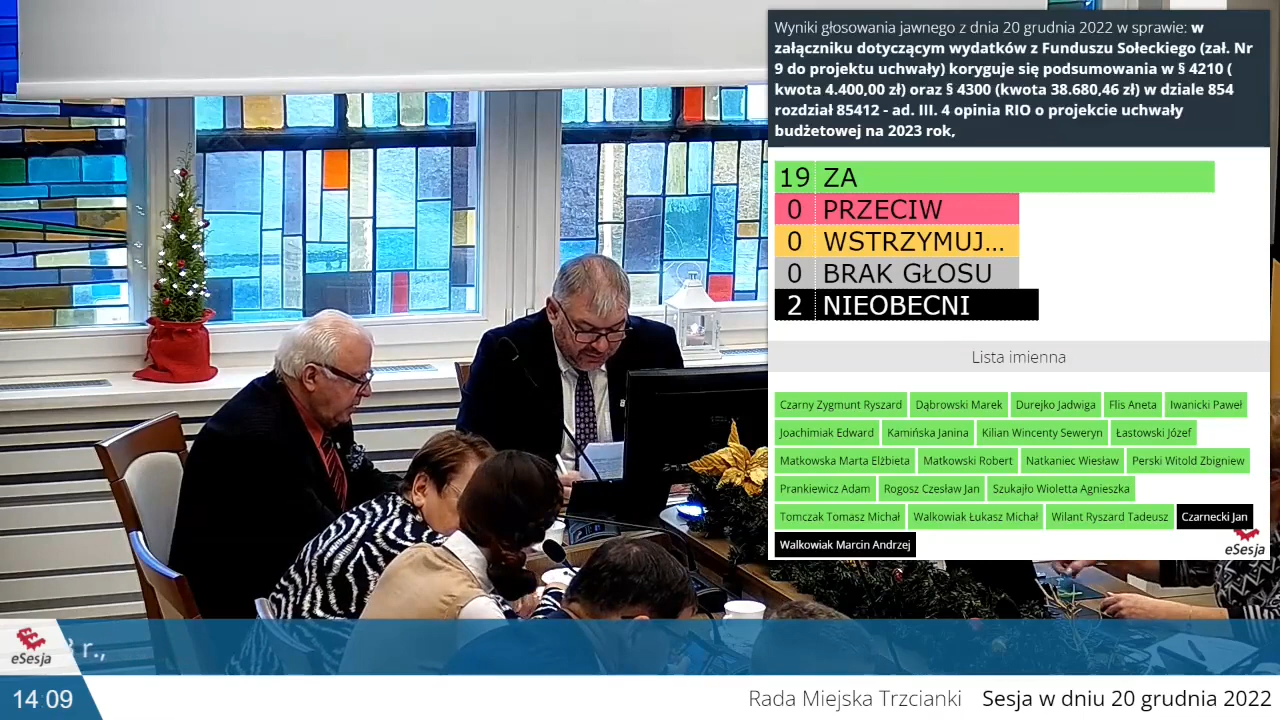 Wyniki głosowania jawnego z dnia 20 grudnia 2022 w sprawie: w
załączniku dotyczącym wydatków z Funduszu Sołeckiego (zał. Nr
9 do projektu uchwały) koryguje się podsumowania w § 4210 (
kwota 4.400,00 zł) oraz § 4300 (kwota 38.680,46 zł) w dziale 854
rozdział 85412 - ad. III. 4 opinia RIO o projekcie uchwały
budżetowej na 2023 rok,
19 ZA
0 PRZECIW
0 WSTRZYMUJ...
0 BRAK GŁOSU
2 NIEOBECNI
Lista imienna
Czarny Zygmunt Ryszard Dąbrowski Marek Durejko Jadwiga Flis Aneta Iwanicki Paweł
Joachimiak Edward Kamińska Janina Kilian Wincenty Seweryn Łastowski Józef
Matkowska Marta Elżbieta Matkowski Robert Natkaniec Wiesław Perski Witold Zbigniew
Prankiewicz Adam Rogosz Czesław Jan Szukajło Wioletta Agnieszka
Tomczak Tomasz Michał Walkowiak Łukasz Michał Wilant Ryszard Tadeusz Czarnecki Jan
Walkowiak Marcin Andrzej
eSesja
eSesja
r.,
14:09
Rada Miejska Trzcianki Sesja w dniu 20 grudnia 2022